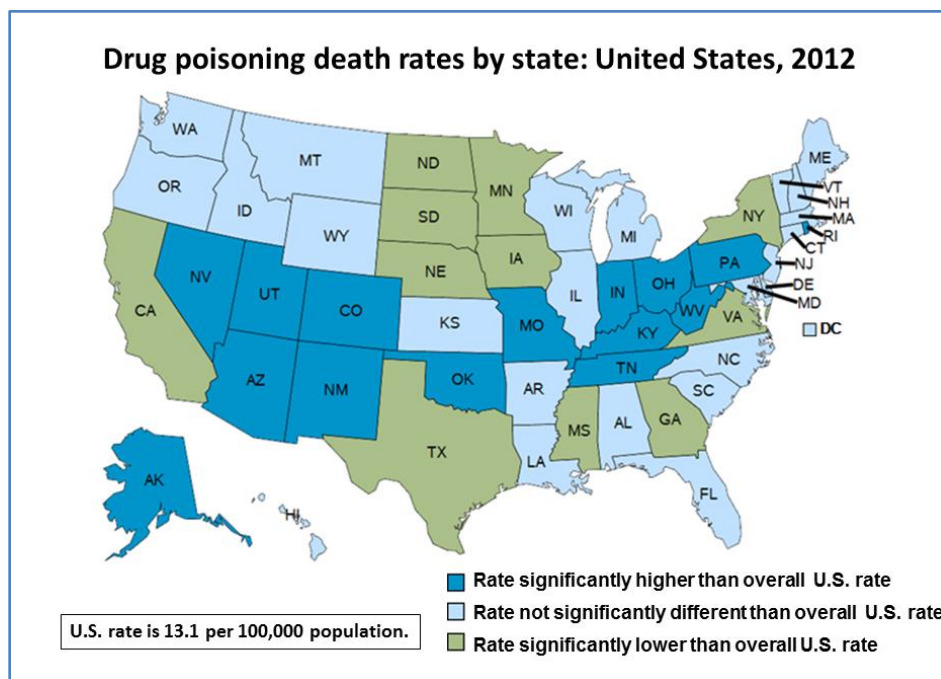 Drug poisoning death rates by state: United States, 2012
WA
MT
ND
MN
ME
OR
ID
SD
WI
VT
NH
WY
MI
NY
MA
RI
CT
NV
NE
IA
PA
NJ
UT
CO
IL
IN
OH
DE
MD
CA
KS
MO
WV
VA
DC
KY
AZ
NM
OK
TN
NC
AR
SC
TX
MS
AL
GA
LA
AK
FL
HI
Rate significantly higher than overall U.S. rate
Rate not significantly different than overall U.S. rate
U.S. rate is 13.1 per 100,000 population.
Rate significantly lower than overall U.S. rate